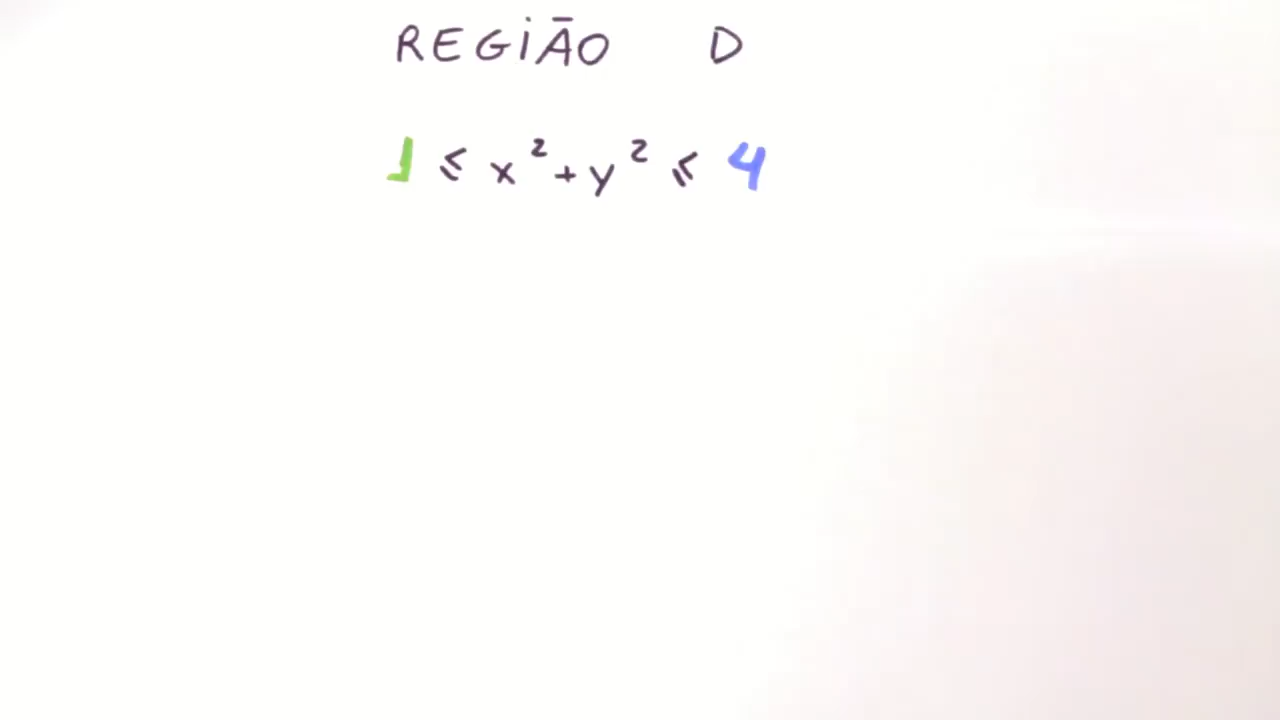 REGIÃO D
1 ≤ x² + y² ≤ 4